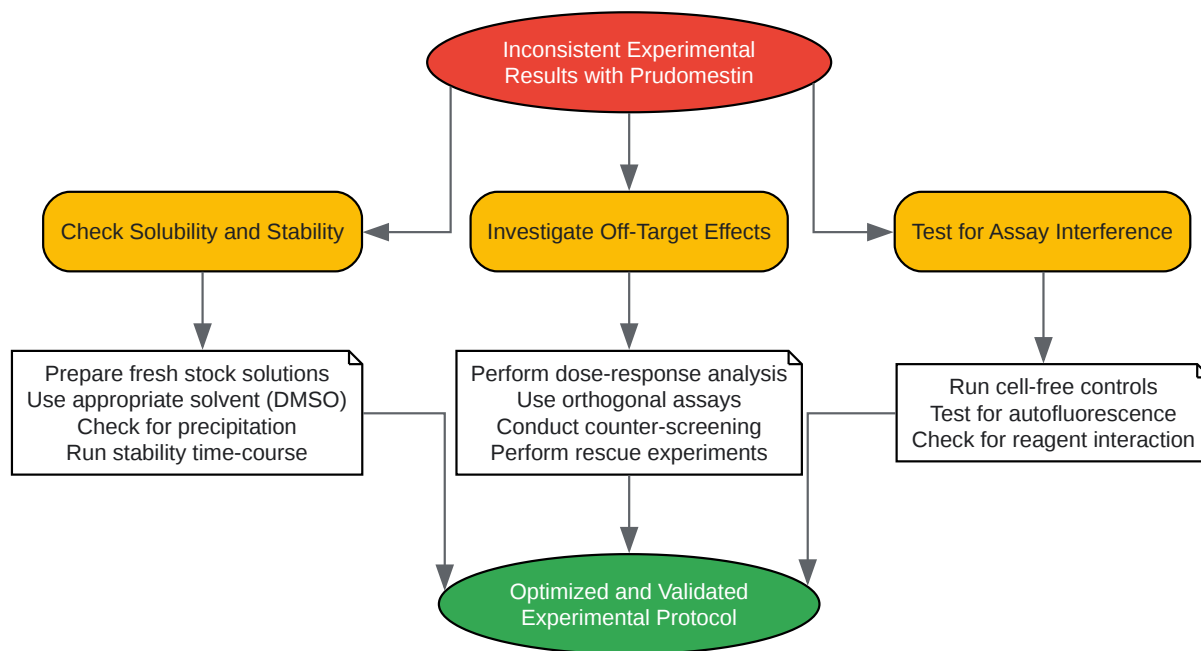 Inconsistent Experimental
Results with Prudomestin
Check Solubility and Stability
Investigate Off-Target Effects
Test for Assay Interference
Prepare fresh stock solutions
Use appropriate solvent (DMSO)
Check for precipitation
Run stability time-course
Perform dose-response analysis
Use orthogonal assays
Conduct counter-screening
Perform rescue experiments
Run cell-free controls
Test for autofluorescence
Check for reagent interaction
Optimized and Validated
Experimental Protocol